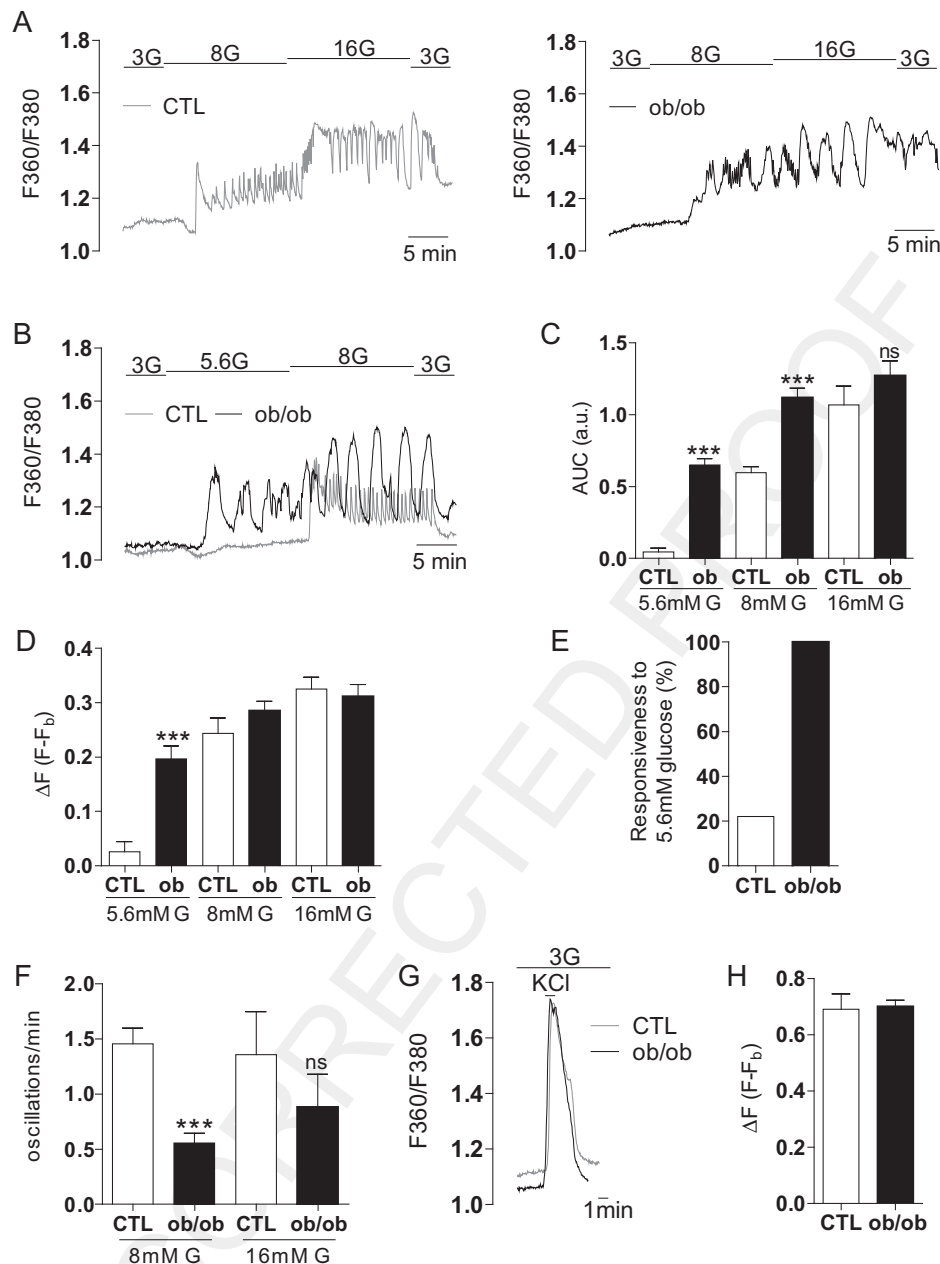 A
1.8
1.6
1.4
1.2
1.0
F360/F380
3G 8G 16G 3G
CTL
5 min
1.8
1.6
1.4
1.2
1.0
F360/F380
3G 8G 16G 3G
ob/ob
5 min
B
1.8
1.6
1.4
1.2
1.0
F360/F380
3G 5.6G 8G 3G
CTL ob/ob
5 min
C
1.5
1.0
0.5
0.0
AUC (a.u.)
*** *** ns
CTL ob CTL ob CTL ob
5.6mM G 8mM G 16mM G
D
0.4
0.3
0.2
0.1
0.0
ΔF (F-Fb)
***
CTL ob CTL ob CTL ob
5.6mM G 8mM G 16mM G
E
100
80
60
40
20
0
Responsiveness to
5.6mM glucose (%)
CTL ob/ob
F
2.0
1.5
1.0
0.5
0.0
oscillations/min
*** ns
CTL ob/ob CTL ob/ob
8mM G 16mM G
G
3G
KCl
1.8
1.6
1.4
1.2
1.0
F360/F380
CTL
ob/ob
1min
H
0.8
0.6
0.4
0.2
0.0
ΔF (F-Fb)
CTL ob/ob
CORRECTED PROOF